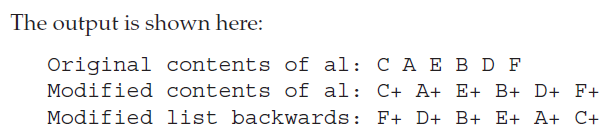 The output is shown here:
Original contents of al: C A E B D F
Modified contents of al: C+ A+ E+ B+ D+ F+
Modified list backwards: F+ D+ B+ E+ A+ C+